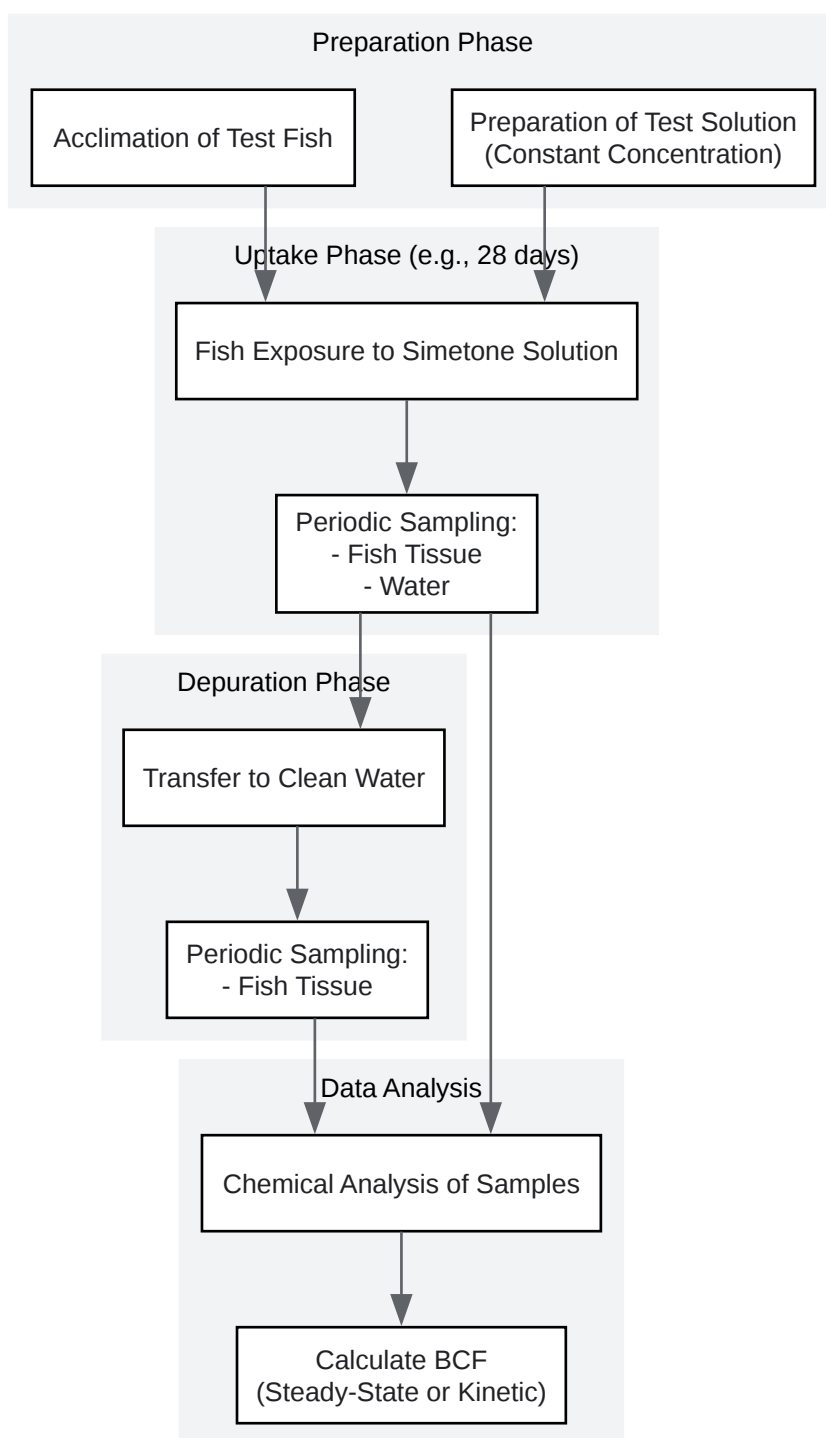 Preparation Phase
Acclimation of Test Fish
Preparation of Test Solution
(Constant Concentration)
Uptake Phase (e.g., 28 days)
Fish Exposure to Simetone Solution
Periodic Sampling:
- Fish Tissue
- Water
Depuration Phase
Transfer to Clean Water
Periodic Sampling:
- Fish Tissue
Data Analysis
Chemical Analysis of Samples
Calculate BCF
(Steady-State or Kinetic)